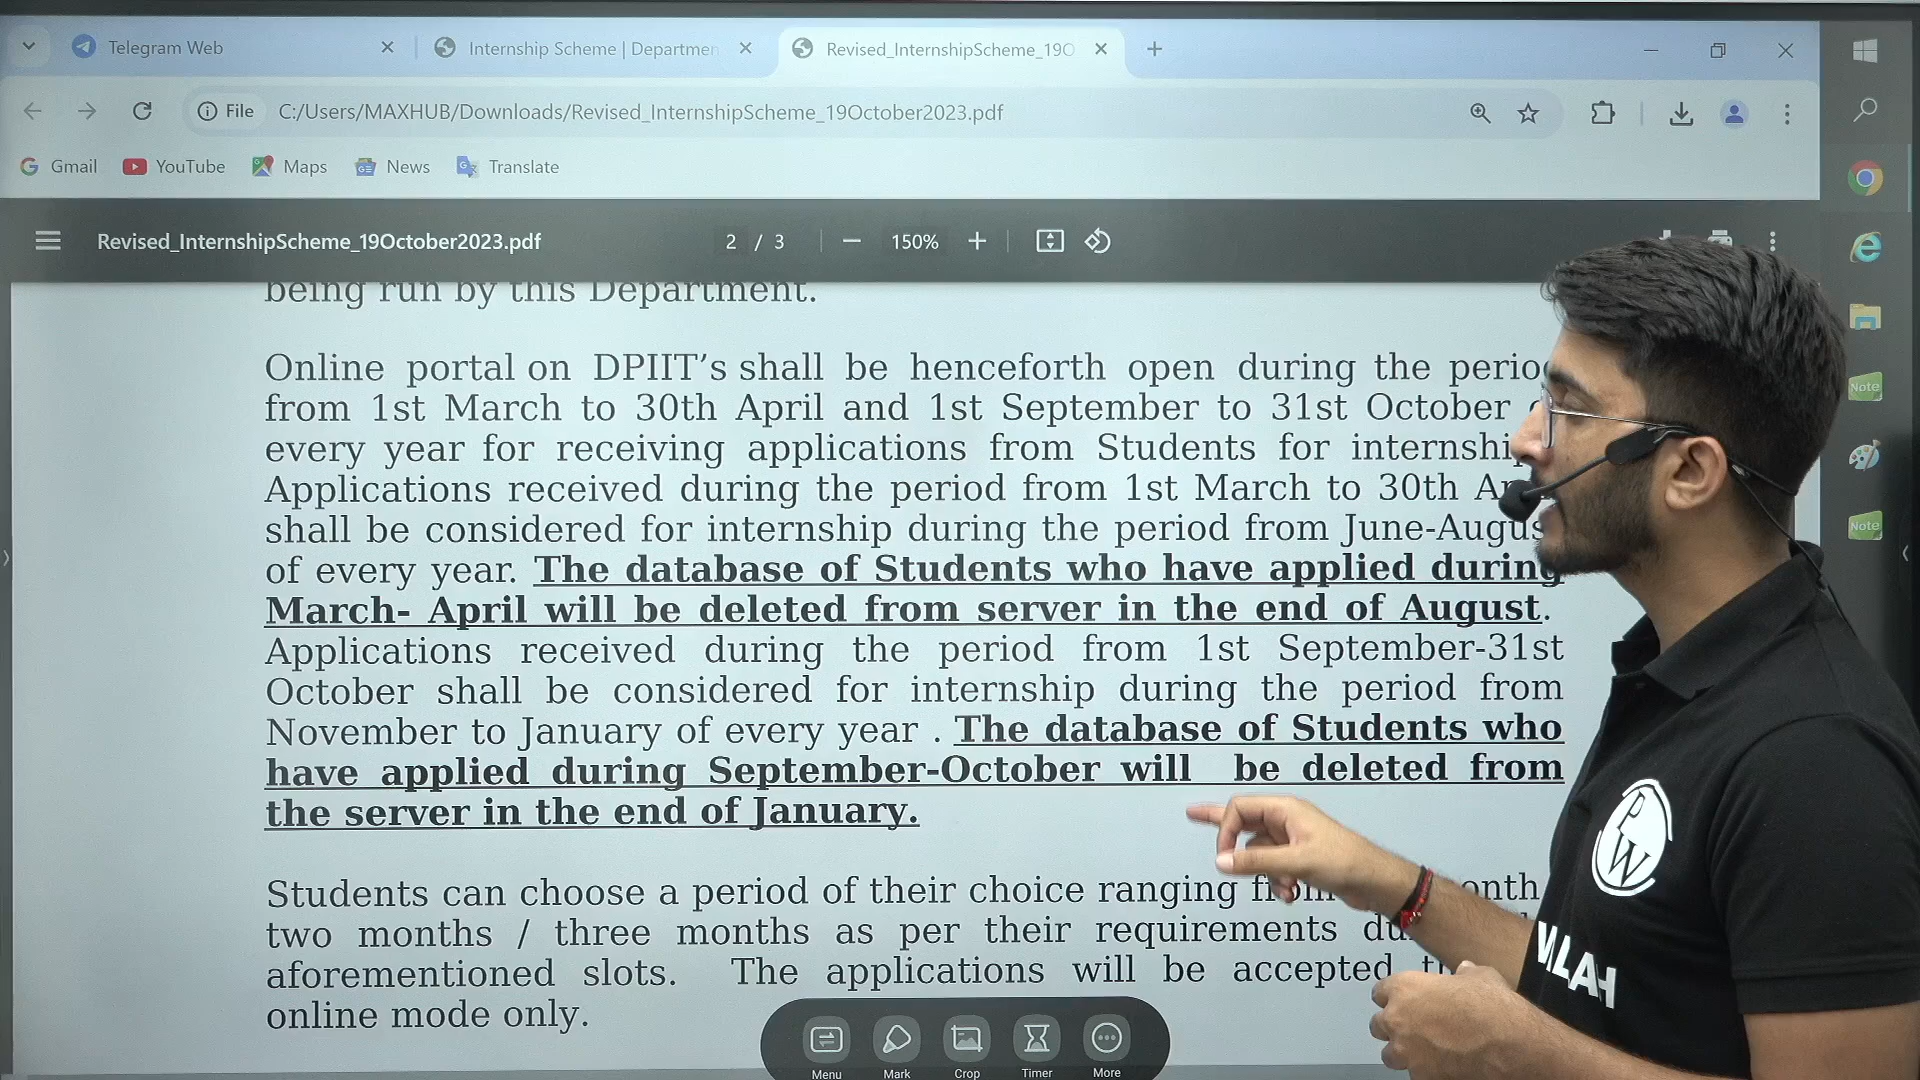 Telegram Web
Internship Scheme | Departmen
Revised_InternshipScheme_19O
File
C:/Users/MAXHUB/Downloads/Revised_InternshipScheme_19October2023.pdf
Gmail
YouTube
Maps
News
Translate
Revised_InternshipScheme_19October2023.pdf
2 / 3
150%
being run by this Department.
Online portal on DPIIT's shall be henceforth open during the
from 1st March to 30th April and 1st September to 31st October
every year for receiving applications from Students for
Applications received during the period from 1st March to 30th
shall be considered for internship during the period from
of every year. The database of Students who have applied during
March- April will be deleted from server in the end of August.
Applications received during the period from 1st September-31st
October shall be considered for internship during the period from
November to January of every year . The database of Students who
have applied during September-October will be deleted from
the server in the end of January.
Students can choose a period of their choice ranging
two months / three months as per their requirements
aforementioned slots. The applications will be accepted
online mode only.
Menu
Mark
Crop
Timer
More
Note
Note
PW